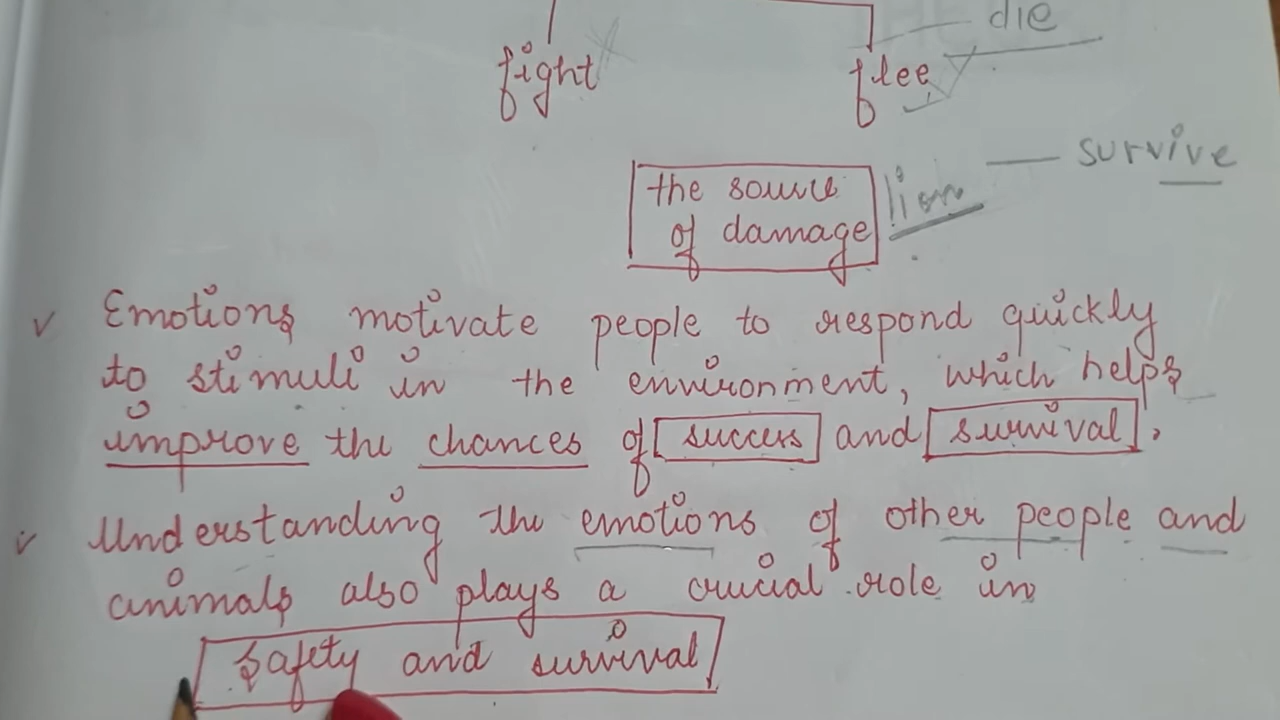 die
fight
flee
survive
the source
of damage
lion
Emotions motivate people to respond quickly
to stimuli in the environment, which helps
improve the chances of success and survival.
Understanding the emotions of other people and
animals also plays a crucial role in
safety and survival